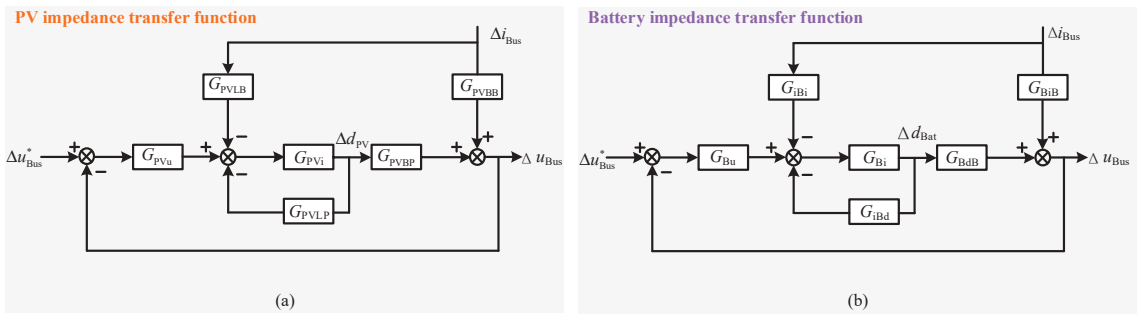 PV impedance transfer function
Δi_Bus
G_PVLB
G_PVBB
− +
Δu*_Bus + − G_PVu + − G_PVi Δd_PV G_PVBP + Δ u_Bus
G_PVLP
(a)
Battery impedance transfer function
Δi_Bus
G_iBi
G_BiB
− +
Δu*_Bus + − G_Bu + − G_Bi Δ d_Bat G_BdB + Δ u_Bus
G_iBd
(b)